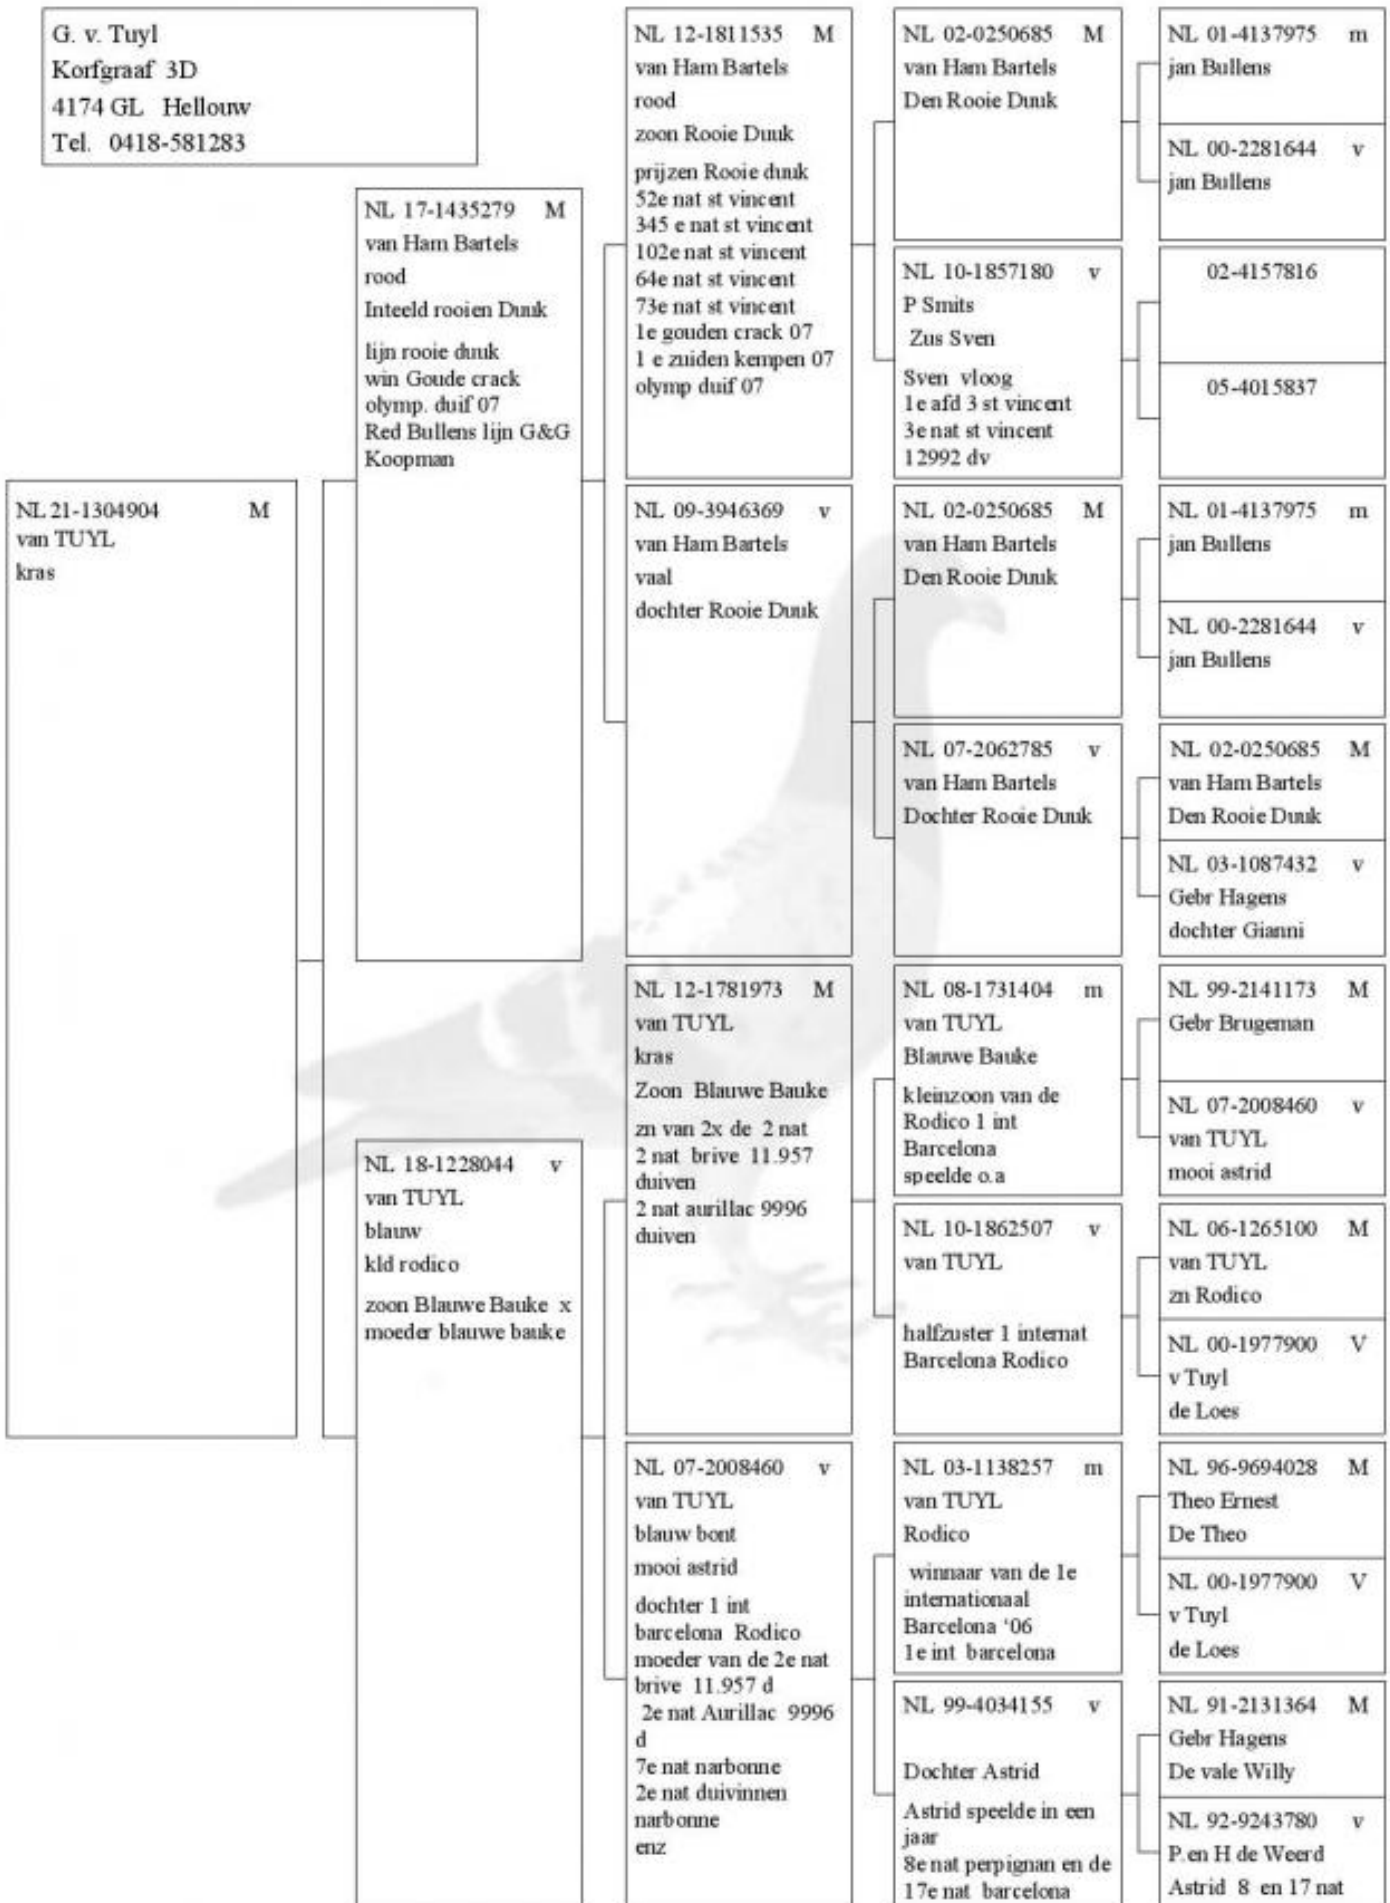 G. v. Tuyl
Korfgraaf 3D
4174 GL Hellouw
Tel. 0418-581283
NL 21-1304904 M
van TUYL
kras
NL 17-1435279 M
van Ham Bartels
rood
Inteeld rooien Duuk
lijn rooie duuk
win Goude crack
olymp. duif 07
Red Bullens lijn G&G
Koopman
NL 18-1228044 v
van TUYL
blauw
kld rodico
zoon Blauwe Bauke x
moeder blauwe bauke
NL 12-1811535 M
van Ham Bartels
rood
zoon Rooie Duuk
prijzen Rooie duuk
52e nat st vincent
345 e nat st vincent
102e nat st vincent
64e nat st vincent
73e nat st vincent
1e gouden crack 07
1 e zuiden kempen 07
olymp duif 07
NL 09-3946369 v
van Ham Bartels
vaal
dochter Rooie Duuk
NL 12-1781973 M
van TUYL
kras
Zoon Blauwe Bauke
zn van 2x de 2 nat
2 nat brive 11.957
duiven
2 nat aurillac 9996
duiven
NL 07-2008460 v
van TUYL
blauw bont
mooi astrid
dochter 1 int
barcelona Rodico
moeder van de 2e nat
brive 11.957 d
2e nat Aurillac 9996
d
7e nat narbonne
2e nat duivinnen
narbonne
enz
NL 02-0250685 M
van Ham Bartels
Den Rooie Duuk
NL 10-1857180 v
P Smits
Zus Sven
Sven vloog
1e afd 3 st vincent
3e nat st vincent
12992 dv
NL 02-0250685 M
van Ham Bartels
Den Rooie Duuk
NL 07-2062785 v
van Ham Bartels
Dochter Rooie Duuk
NL 08-1731404 m
van TUYL
Blauwe Bauke
kleinzoon van de
Rodico 1 int
Barcelona
speelde o.a
NL 10-1862507 v
van TUYL
halfzuster 1 internat
Barcelona Rodico
NL 03-1138257 m
van TUYL
Rodico
winnaar van de 1e
internationaal
Barcelona ‘06
1e int barcelona
NL 99-4034155 v
Dochter Astrid
Astrid speelde in een
jaar
8e nat perpignan en de
17e nat barcelona
NL 01-4137975 m
jan Bullens
NL 00-2281644 v
jan Bullens
02-4157816
05-4015837
NL 01-4137975 m
jan Bullens
NL 00-2281644 v
jan Bullens
NL 02-0250685 M
van Ham Bartels
Den Rooie Duuk
NL 03-1087432 v
Gebr Hagens
dochter Gianni
NL 99-2141173 M
Gebr Brugeman
NL 07-2008460 v
van TUYL
mooi astrid
NL 06-1265100 M
van TUYL
zn Rodico
NL 00-1977900 V
v Tuyl
de Loes
NL 96-9694028 M
Theo Ernest
De Theo
NL 00-1977900 V
v Tuyl
de Loes
NL 91-2131364 M
Gebr Hagens
De vale Willy
NL 92-9243780 v
P.en H de Weerd
Astrid 8 en 17 nat